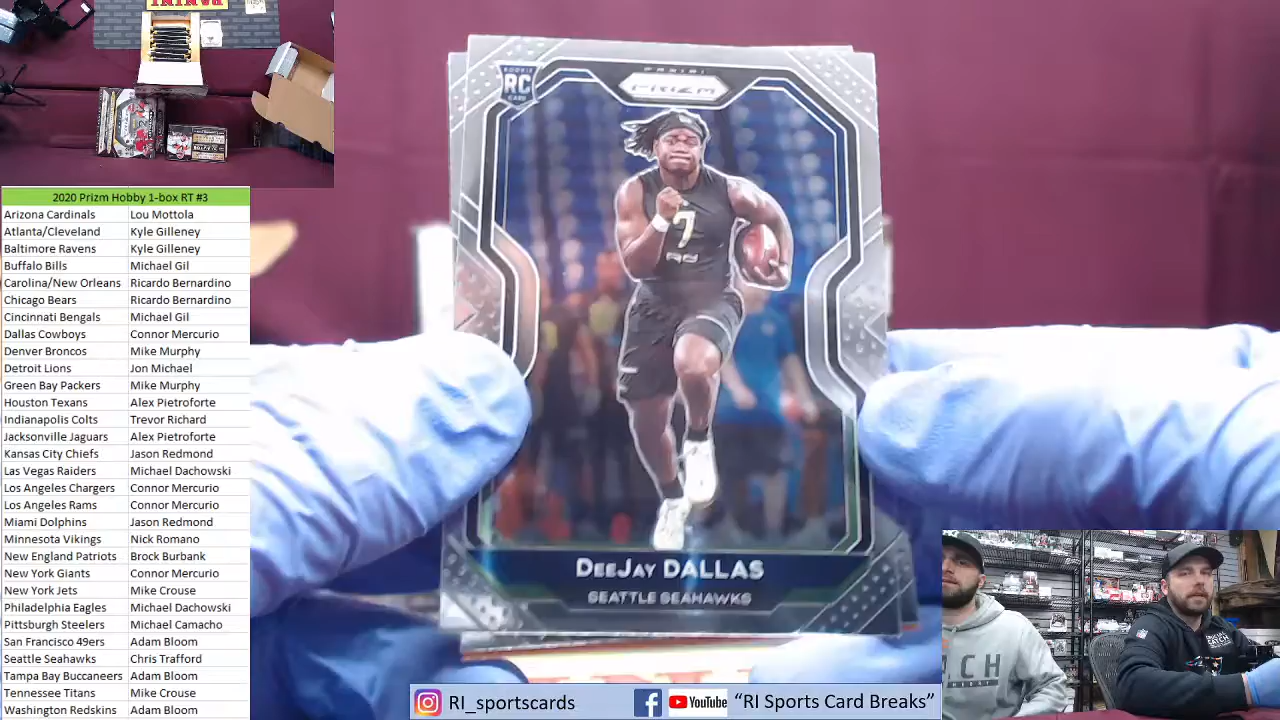 2020 Prizm Hobby 1-box RT #3
Arizona Cardinals Lou Mottola
Atlanta/Cleveland Kyle Gilleney
Baltimore Ravens Kyle Gilleney
Buffalo Bills Michael Gil
Carolina/New Orleans Ricardo Bernardino
Chicago Bears Ricardo Bernardino
Cincinnati Bengals Michael Gil
Dallas Cowboys Connor Mercurio
Denver Broncos Mike Murphy
Detroit Lions Jon Michael
Green Bay Packers Mike Murphy
Houston Texans Alex Pietroforte
Indianapolis Colts Trevor Richard
Jacksonville Jaguars Alex Pietroforte
Kansas City Chiefs Jason Redmond
Las Vegas Raiders Michael Dachowski
Los Angeles Chargers Connor Mercurio
Los Angeles Rams Connor Mercurio
Miami Dolphins Jason Redmond
Minnesota Vikings Nick Romano
New England Patriots Brock Burbank
New York Giants Connor Mercurio
New York Jets Mike Crouse
Philadelphia Eagles Michael Dachowski
Pittsburgh Steelers Michael Camacho
San Francisco 49ers Adam Bloom
Seattle Seahawks Chris Trafford
Tampa Bay Buccaneers Adam Bloom
Tennessee Titans Mike Crouse
Washington Redskins Adam Bloom
ROOKIE
RC
CARD
PANINI
PRIZM
7
DEEJAY DALLAS
SEATTLE SEAHAWKS
RI_sportscards
YouTube
"RI Sports Card Breaks"